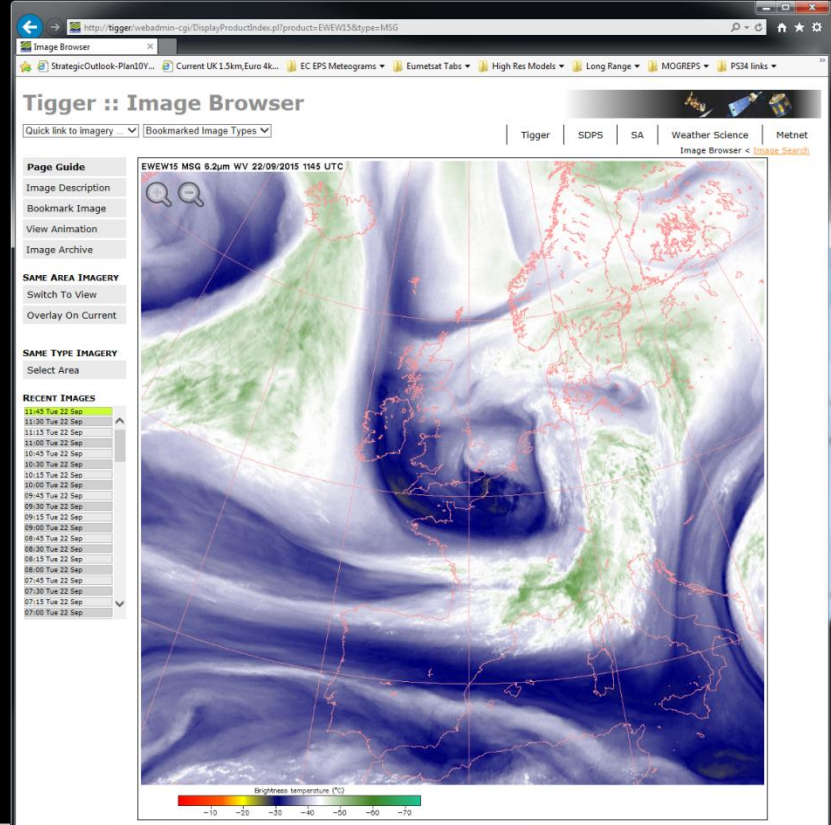 http://tigger/webadmin-cgi/DisplayProductIndex.pl?product=EWEW15&type=MSG
Image Browser
StrategicOutlook-Plan10Y... Current UK 1.5km,Euro 4k... EC EPS Meteograms Eumetsat Tabs High Res Models Long Range MOGREPS PS34 links
Tigger :: Image Browser
Quick link to imagery ... Bookmarked Image Types
Tigger SDPS SA Weather Science Metnet
Image Browser < Image Search
Page Guide
Image Description
Bookmark Image
View Animation
Image Archive
SAME AREA IMAGERY
Switch To View
Overlay On Current
SAME TYPE IMAGERY
Select Area
RECENT IMAGES
11:45 Tue 22 Sep
11:30 Tue 22 Sep
11:15 Tue 22 Sep
11:00 Tue 22 Sep
10:45 Tue 22 Sep
10:30 Tue 22 Sep
10:15 Tue 22 Sep
10:00 Tue 22 Sep
09:45 Tue 22 Sep
09:30 Tue 22 Sep
09:15 Tue 22 Sep
09:00 Tue 22 Sep
08:45 Tue 22 Sep
08:30 Tue 22 Sep
08:15 Tue 22 Sep
08:00 Tue 22 Sep
07:45 Tue 22 Sep
07:30 Tue 22 Sep
07:15 Tue 22 Sep
07:00 Tue 22 Sep
EWEW15 MSG 6.2μm WV 22/09/2015 1145 UTC
Brightness temperature (°C)
-10 -20 -30 -40 -50 -60 -70